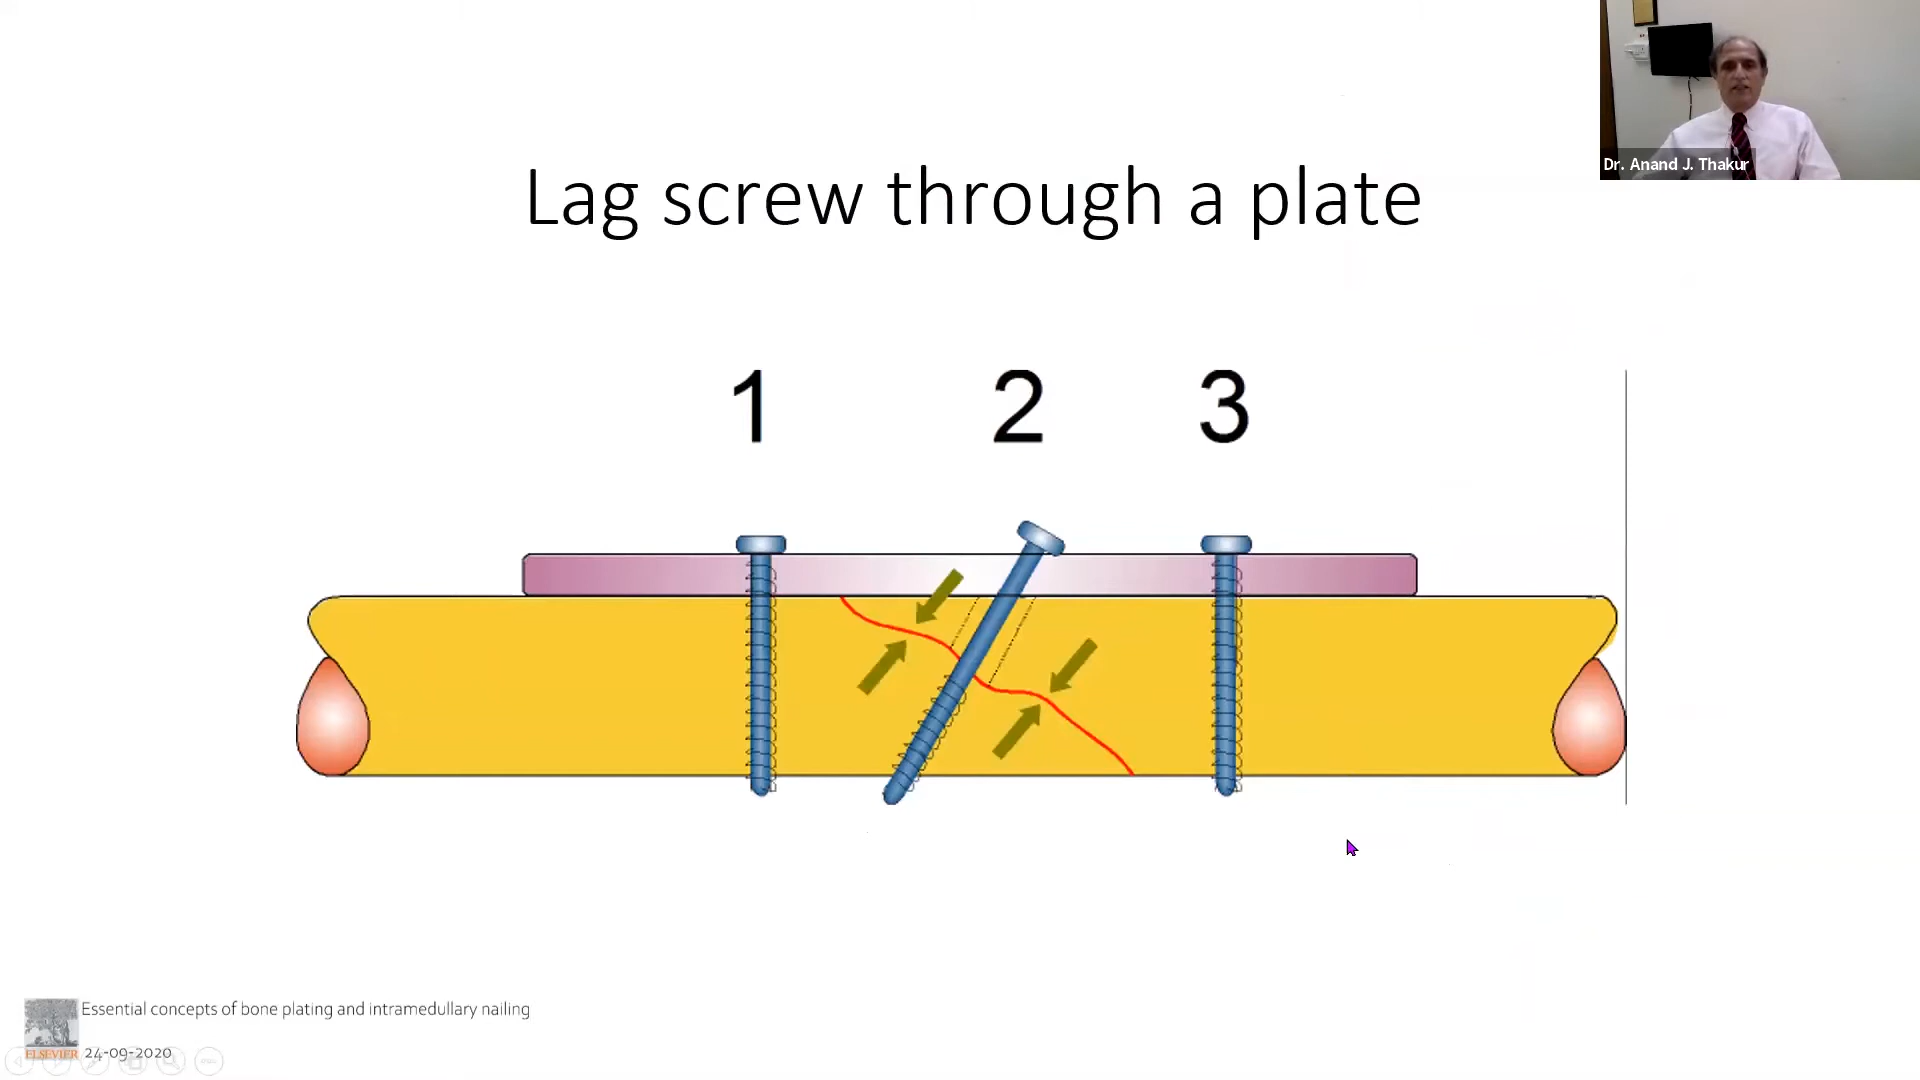 Dr. Anand J. Thakur
Lag screw through a plate
1 2 3
Essential concepts of bone plating and intramedullary nailing
ELSEVIER 24-09-2020